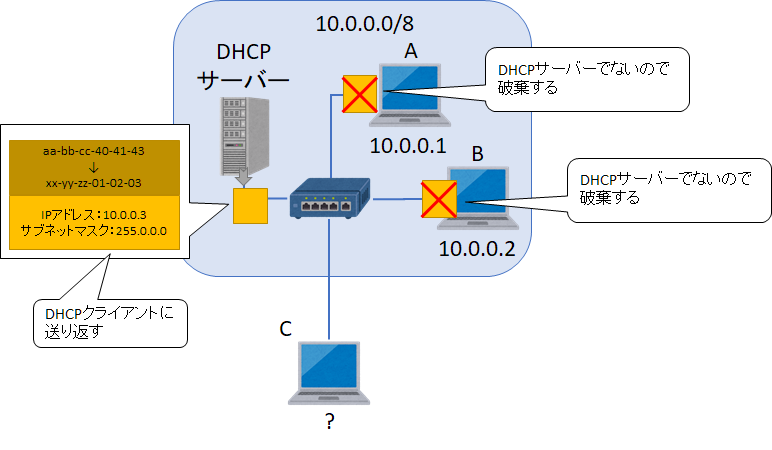 10.0.0.0/8
DHCP
サーバー
A
DHCPサーバーでないので
破棄する
10.0.0.1
aa-bb-cc-40-41-43
↓
xx-yy-zz-01-02-03
IPアドレス：10.0.0.3
サブネットマスク：255.0.0.0
B
DHCPサーバーでないので
破棄する
10.0.0.2
DHCPクライアントに
送り返す
C
?